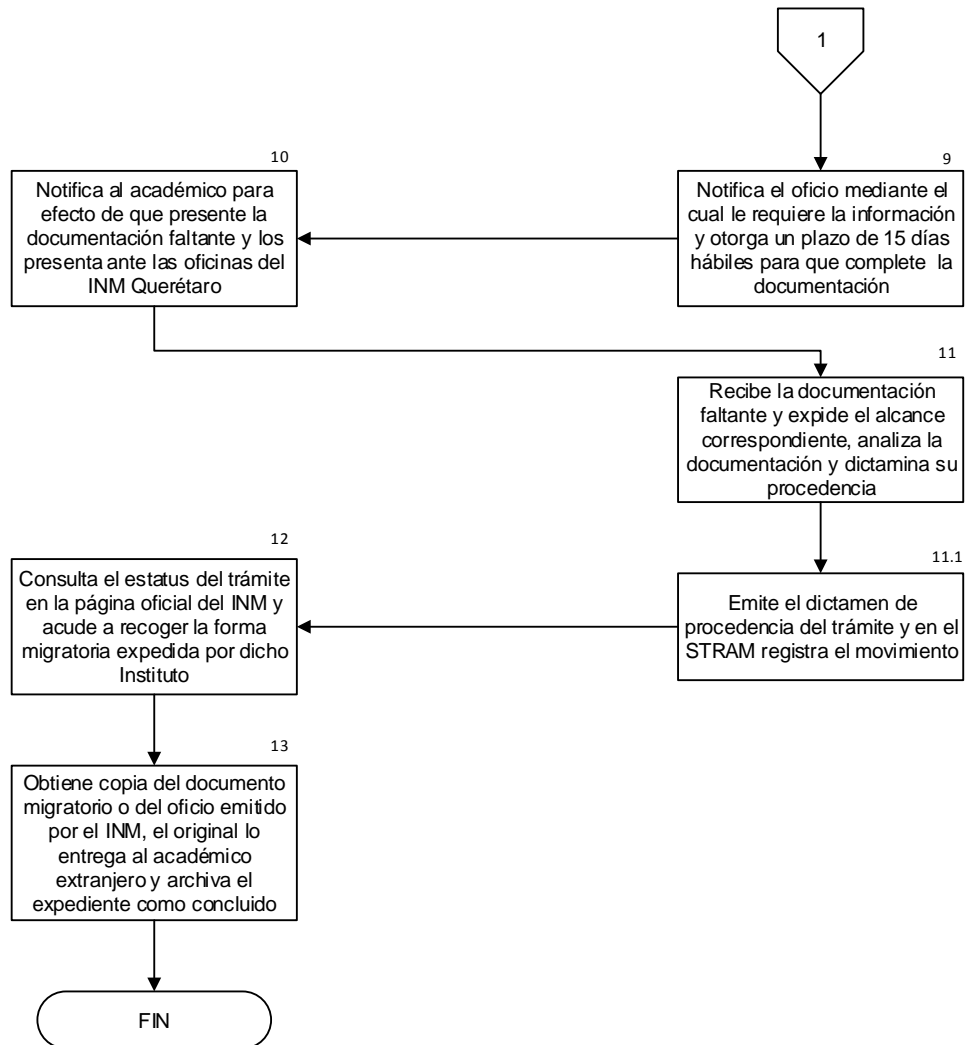 1
9
Notifica el oficio mediante el
cual le requiere la información
y otorga un plazo de 15 días
hábiles para que complete la
documentación
10
Notifica al académico para
efecto de que presente la
documentación faltante y los
presenta ante las oficinas del
INM Querétaro
11
Recibe la documentación
faltante y expide el alcance
correspondiente, analiza la
documentación y dictamina su
procedencia
11.1
Emite el dictamen de
procedencia del trámite y en el
STRAM registra el movimiento
12
Consulta el estatus del trámite
en la página oficial del INM y
acude a recoger la forma
migratoria expedida por dicho
Instituto
13
Obtiene copia del documento
migratorio o del oficio emitido
por el INM, el original lo
entrega al académico
extranjero y archiva el
expediente como concluido
FIN